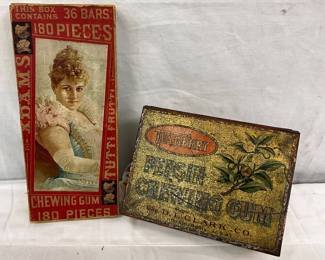 THIS BOX CONTAINS 36 BARS.
180 PIECES
ADAMS'
TUTTI FRUTTI
CHEWING GUM
180 PIECES
TEABERRY
PEPSIN
CHEWING GUM
D.L. CLARK CO.